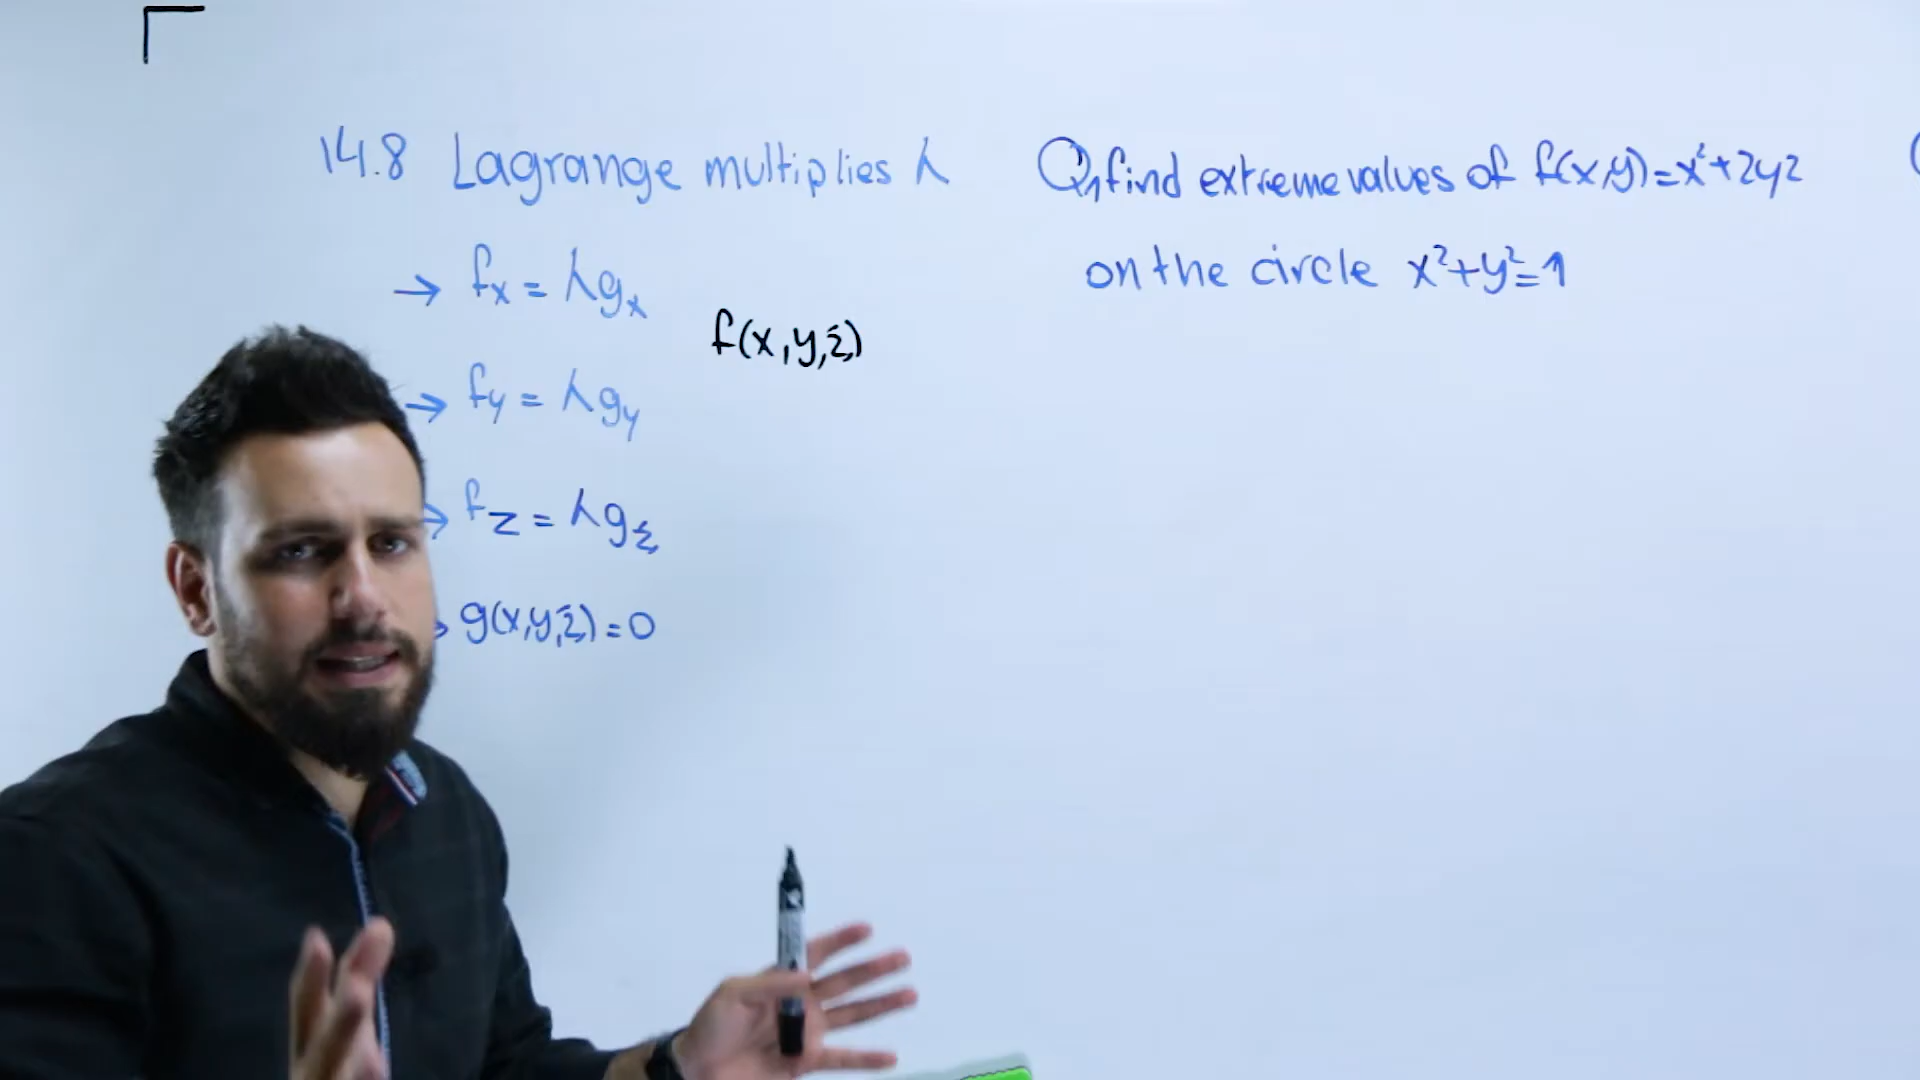 14.8 Lagrange multiplies λ
→ fx = λgx
f(x,y,z)
→ fy = λgy
→ fz = λgz
→ g(x,y,z) = 0
Q1 find extreme values of f(x,y)=x²+2y2
on the circle x²+y²=1